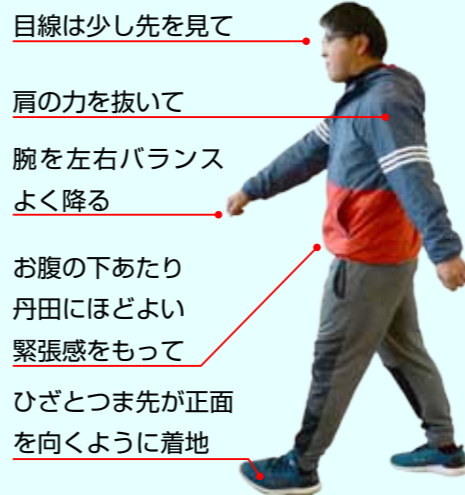 目線は少し先を見て
肩の力を抜いて
腕を左右バランス
よく降る
お腹の下あたり
丹田にほどよい
緊張感をもって
ひざとつま先が正面
を向くように着地